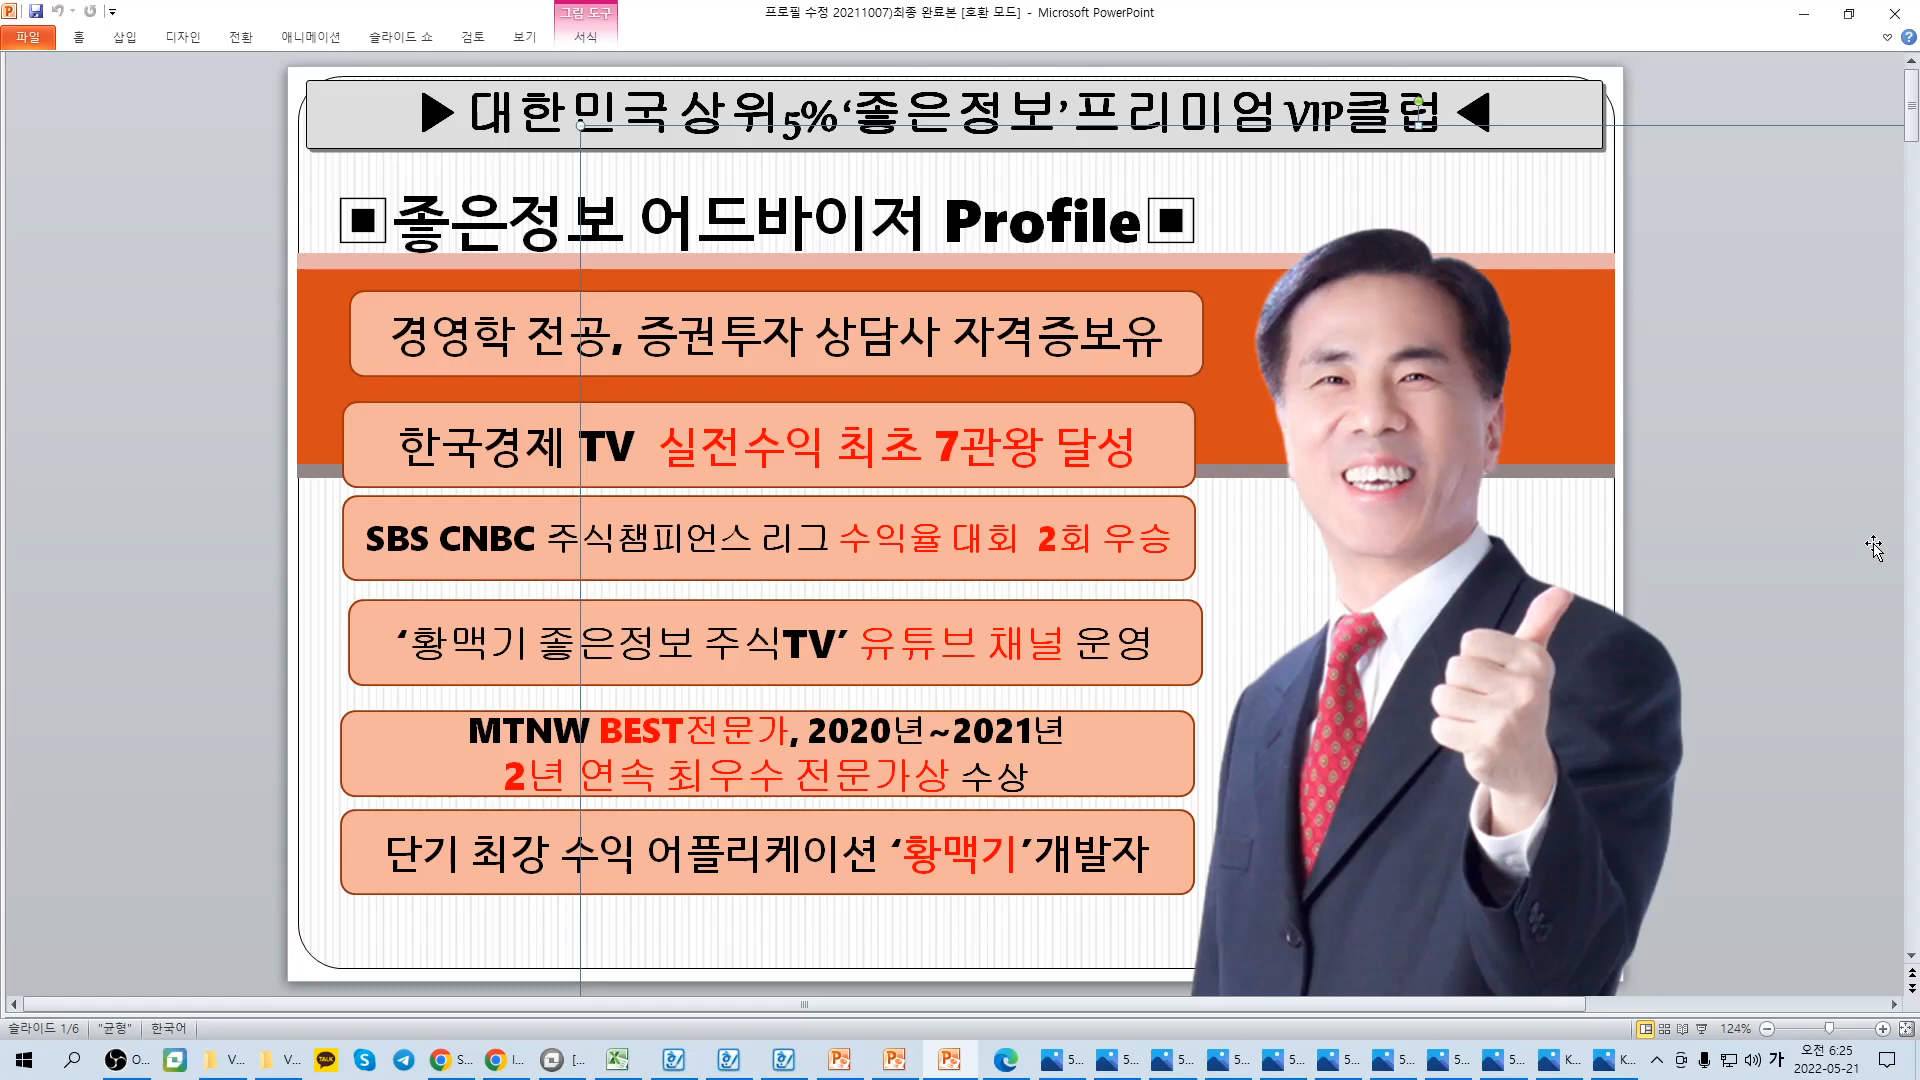 그림 도구
프로필 수정 20211007)최종 완료본 [호환 모드] - Microsoft PowerPoint
파일 홈 삽입 디자인 전환 애니메이션 슬라이드 쇼 검토 보기 서식
▶대한민국상위5%‘좋은정보’프리미엄VIP클럽◀
▣좋은정보 어드바이저 Profile▣
경영학 전공, 증권투자 상담사 자격증보유
한국경제 TV 실전수익 최초 7관왕 달성
SBS CNBC 주식챔피언스 리그 수익율 대회 2회 우승
‘황맥기 좋은정보 주식TV’ 유튜브 채널 운영
MTNW BEST전문가, 2020년~2021년
2년 연속 최우수 전문가상 수상
단기 최강 수익 어플리케이션 ‘황맥기’개발자
슬라이드 1/6 "균형" 한국어 124%
O... V... V... TALK S... I... [... 5... 5... 5... 5... 5... 5... 5... 5... 5... K... K... 가 오전 6:25
2022-05-21